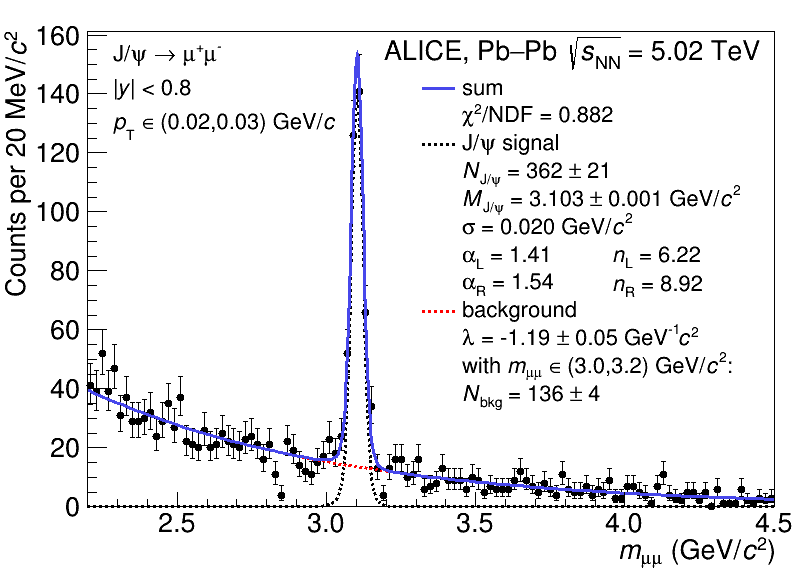 Counts per 20 MeV/c²
160
140
120
100
80
60
40
20
0
J/ψ → μ⁺μ⁻
|y| < 0.8
p_T ∈ (0.02,0.03) GeV/c
ALICE, Pb–Pb √s_NN = 5.02 TeV
sum
χ²/NDF = 0.882
J/ψ signal
N_J/ψ = 362 ± 21
M_J/ψ = 3.103 ± 0.001 GeV/c²
σ = 0.020 GeV/c²
α_L = 1.41 n_L = 6.22
α_R = 1.54 n_R = 8.92
background
λ = -1.19 ± 0.05 GeV⁻¹c²
with m_μμ ∈ (3.0,3.2) GeV/c²:
N_bkg = 136 ± 4
2.5 3.0 3.5 4.0 4.5
m_μμ (GeV/c²)